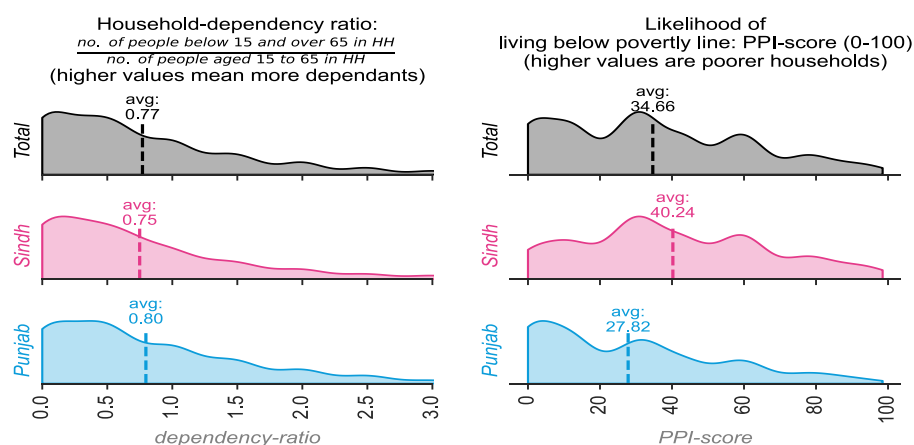 Household-dependency ratio:
no. of people below 15 and over 65 in HH
no. of people aged 15 to 65 in HH
(higher values mean more dependants)
Likelihood of
living below povertly line: PPI-score (0-100)
(higher values are poorer households)
avg:
0.77
Total
avg:
34.66
Total
avg:
0.75
Sindh
avg:
40.24
Sindh
avg:
0.80
Punjab
avg:
27.82
Punjab
0.0 0.5 1.0 1.5 2.0 2.5 3.0
dependency-ratio
0 20 40 60 80 100
PPI-score